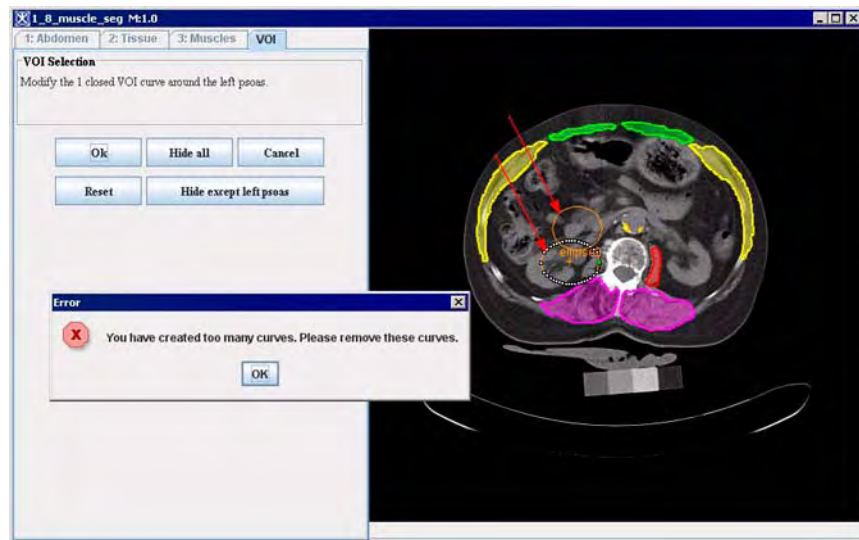 1_8_muscle_seg M:1.0
1: Abdomen 2: Tissue 3: Muscles VOI
VOI Selection
Modify the 1 closed VOI curve around the left psoas.
Ok Hide all Cancel
Reset Hide except left psoas
ellipse
Error
X You have created too many curves. Please remove these curves.
OK